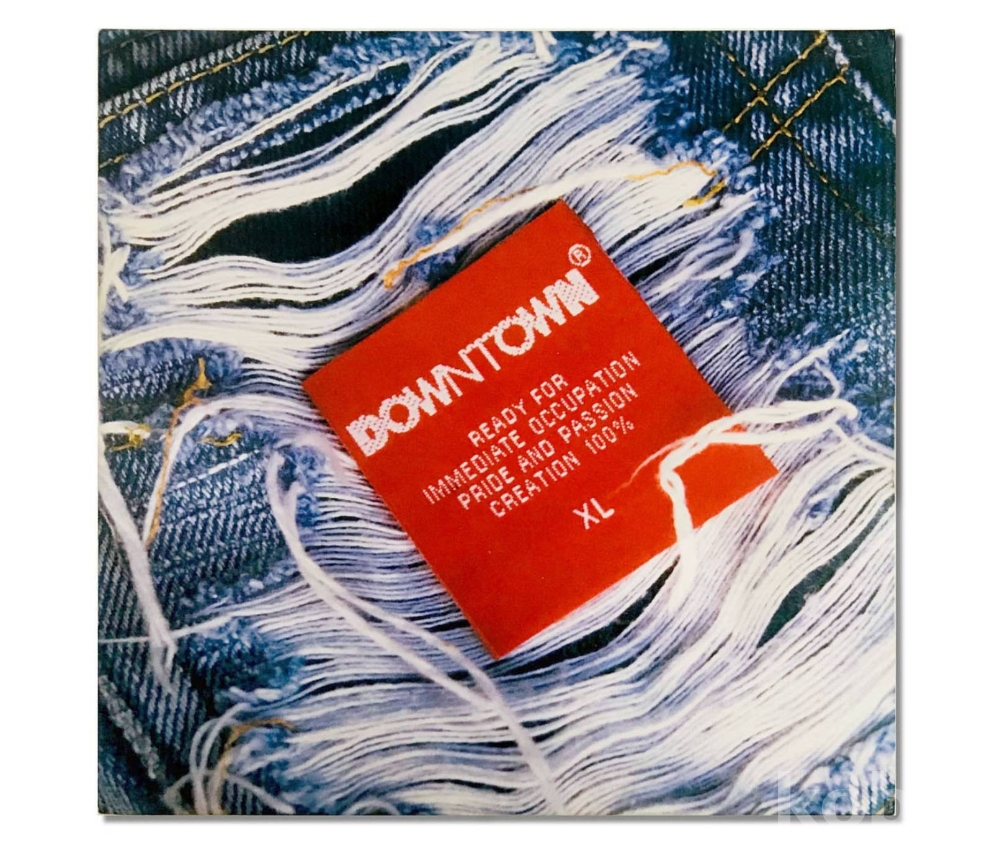 DOWNTOWN®
READY FOR
IMMEDIATE OCCUPATION
PRIDE AND PASSION
CREATION 100%
XL